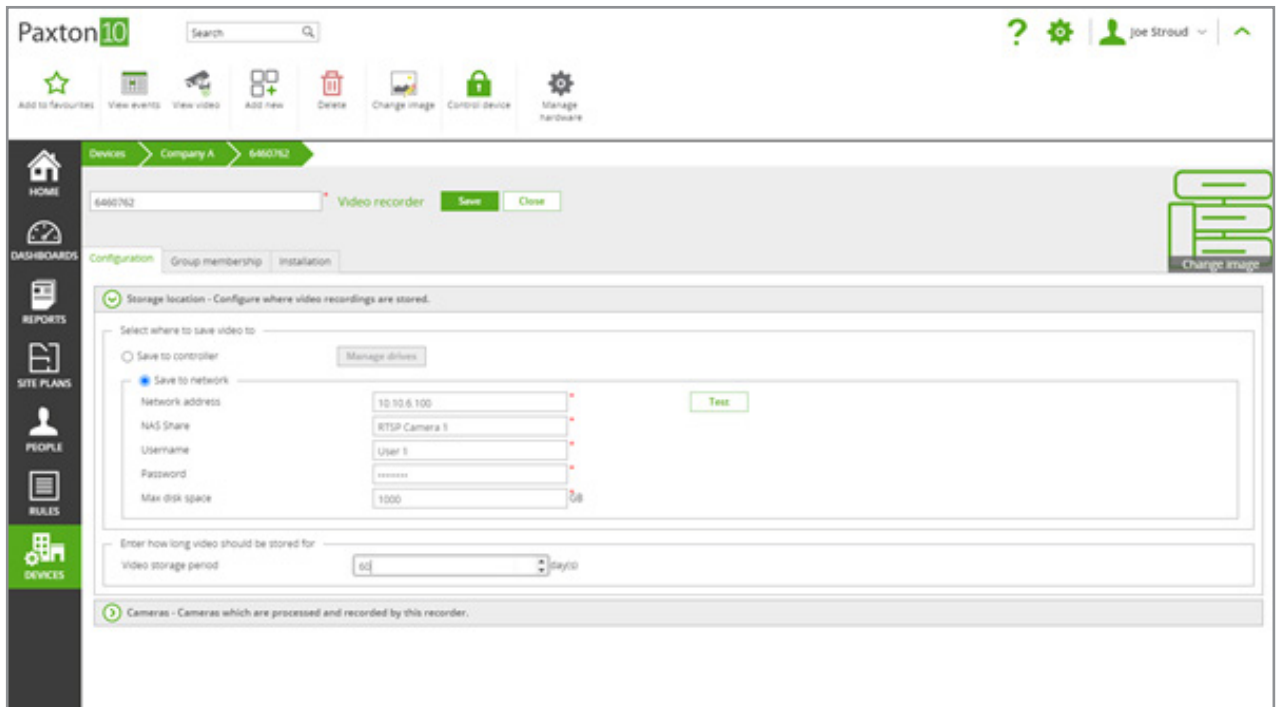 Paxton10
Search
Joe Stroud
Add to favourites
View events
View video
Add new
Delete
Change image
Control device
Manage hardware
HOME
DASHBOARDS
REPORTS
SITE PLANS
PEOPLE
RULES
DEVICES
Devices
Company A
6460762
6460762 * Video recorder Save Close
Change image
Configuration Group membership Installation
Storage location - Configure where video recordings are stored.
Select where to save video to
Save to controller Manage drives
Save to network
Network address 10.10.6.100 * Test
NAS Share RTSP Camera 1 *
Username User 1 *
Password •••••••• *
Max disk space 1000 * GB
Enter how long video should be stored for
Video storage period 60 day(s)
Cameras - Cameras which are processed and recorded by this recorder.